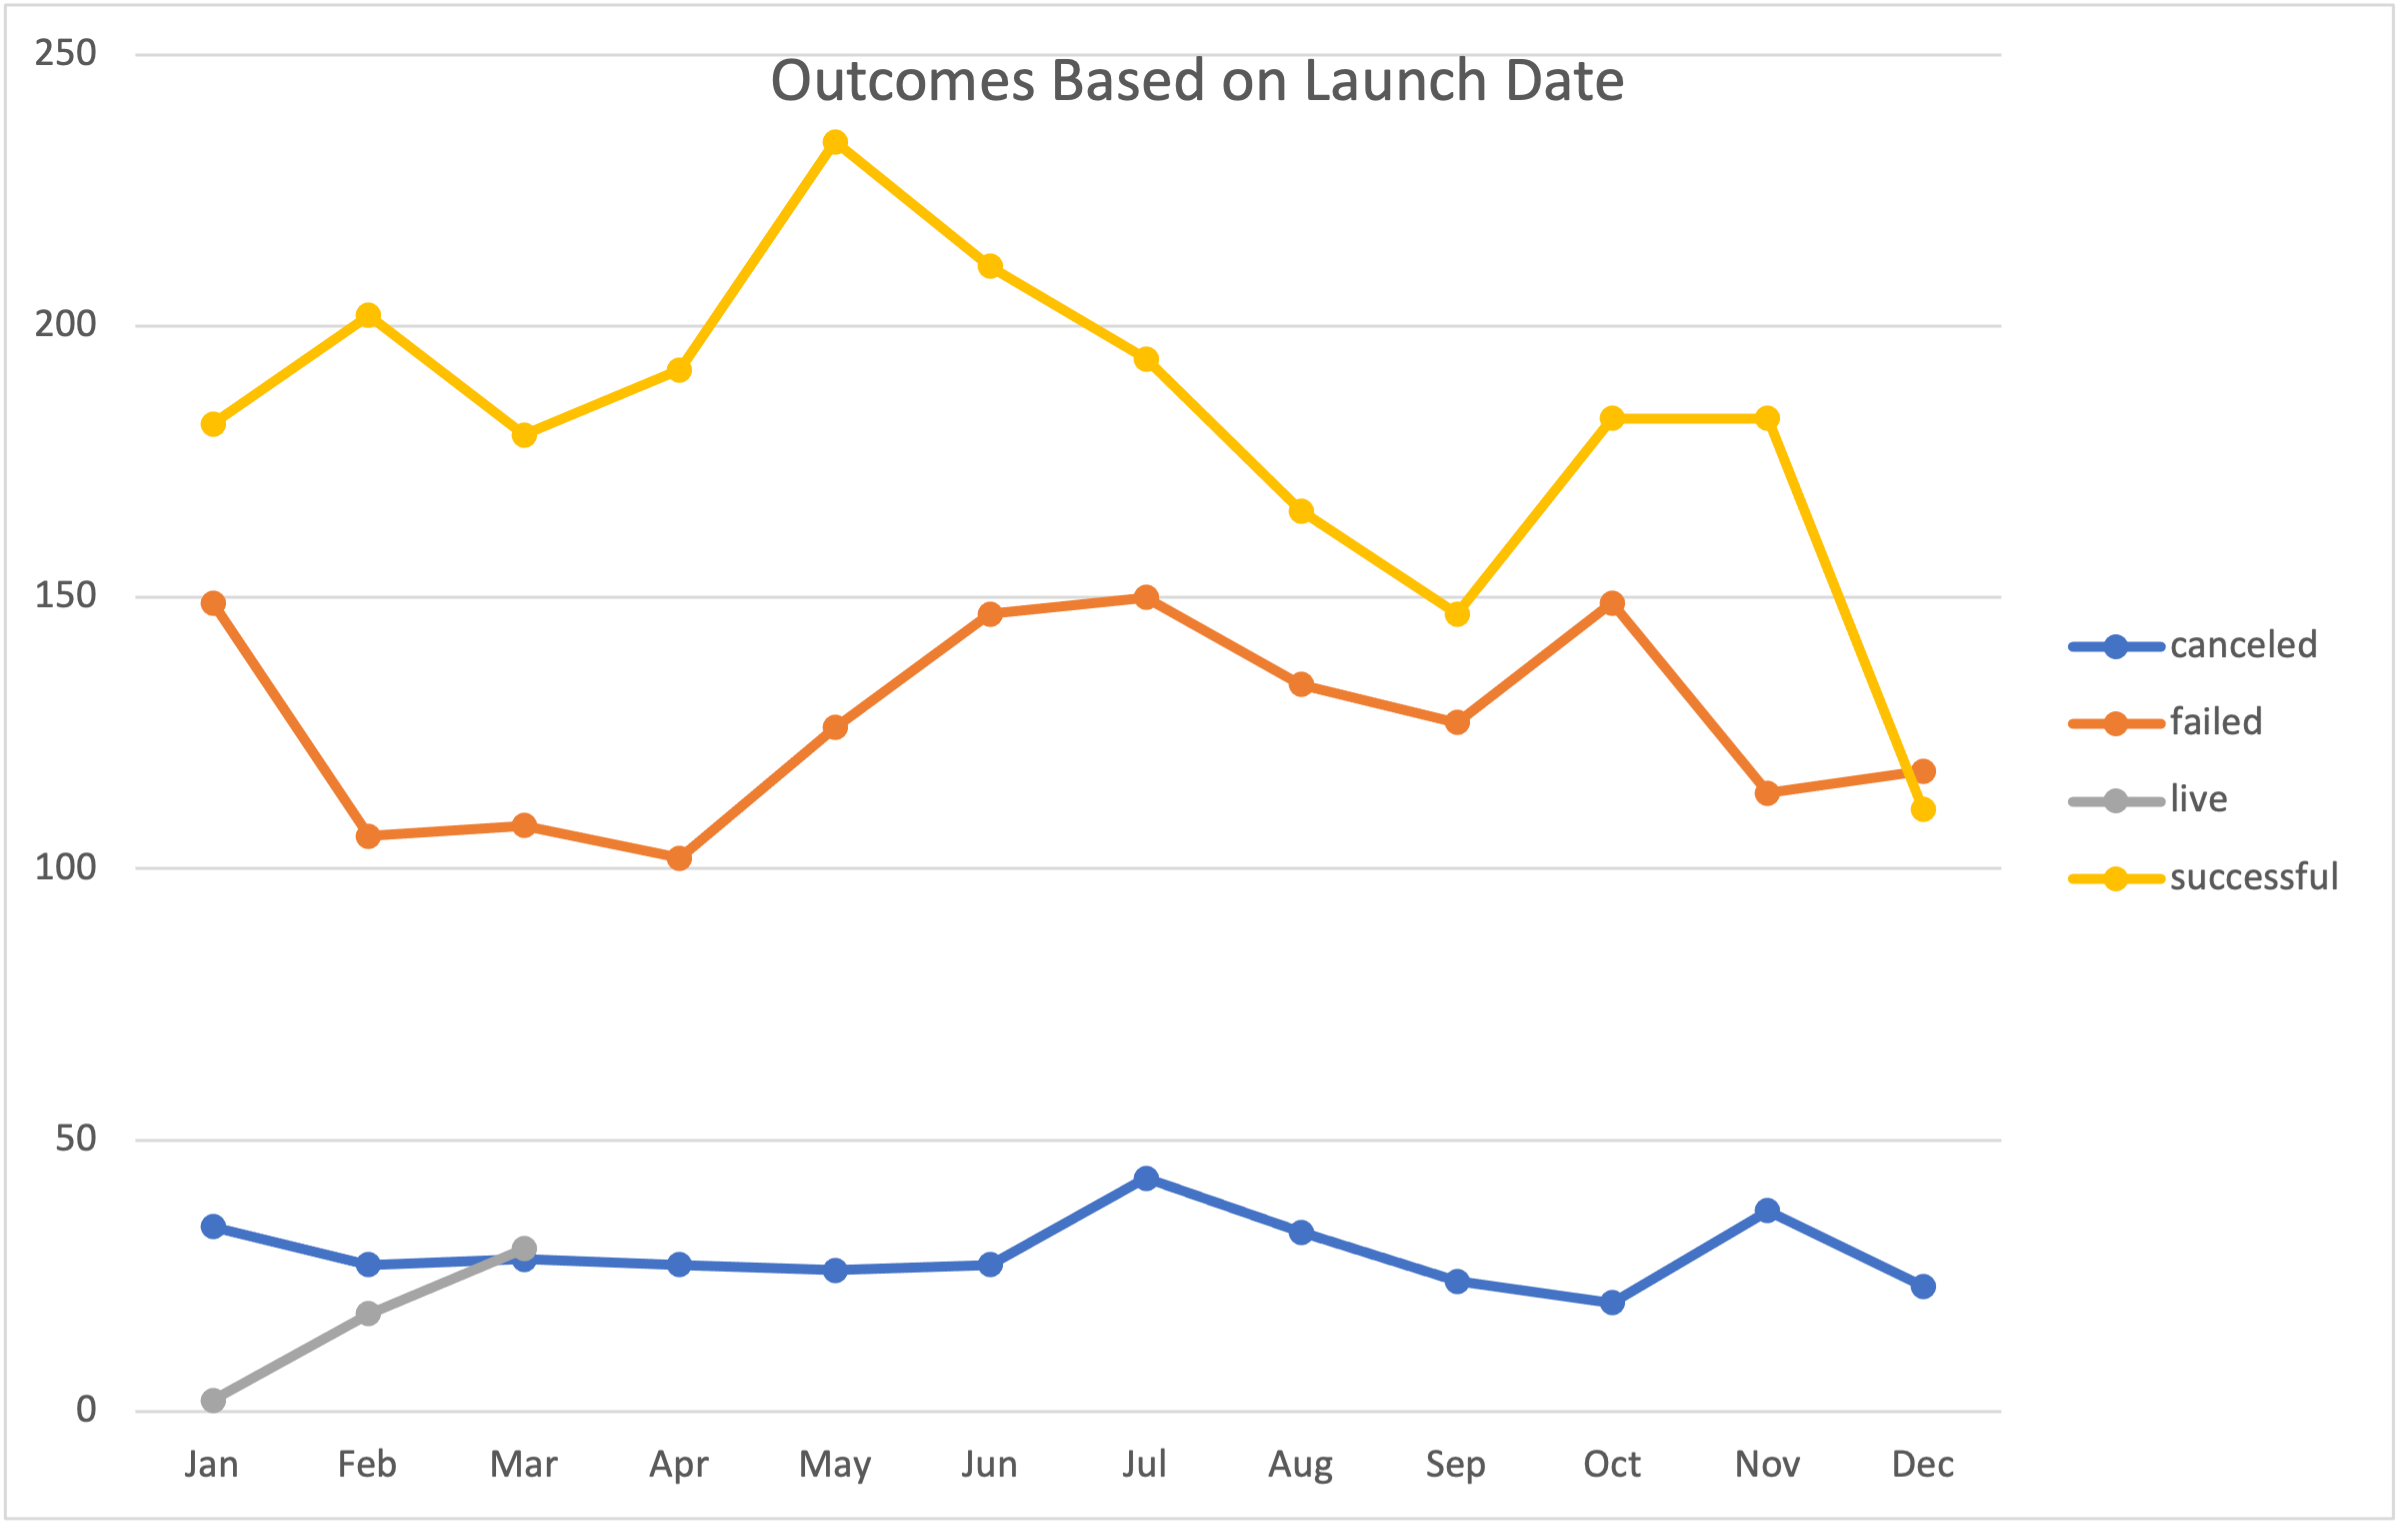 Outcomes Based on Launch Date
250
200
150
100
50
0
Jan Feb Mar Apr May Jun Jul Aug Sep Oct Nov Dec
canceled
failed
live
successful